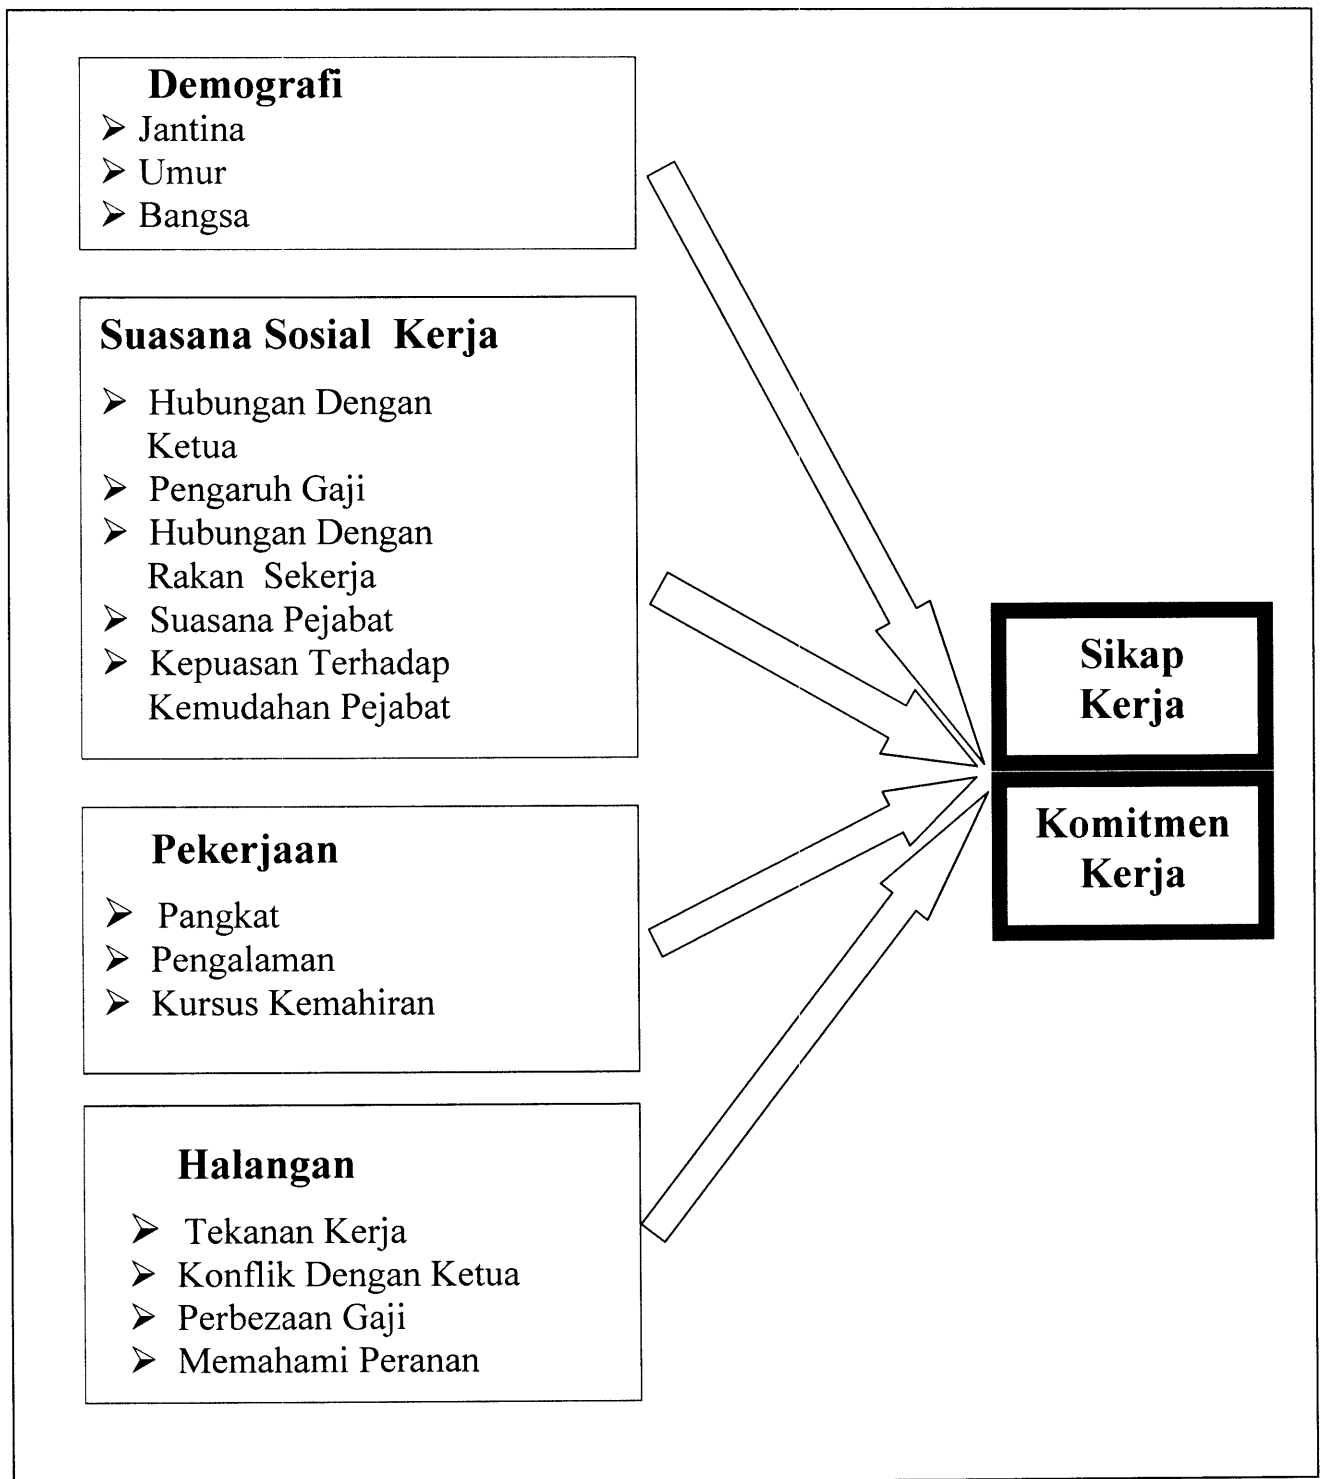 Demografi
➢ Jantina
➢ Umur
➢ Bangsa
Suasana Sosial Kerja
➢ Hubungan Dengan
Ketua
➢ Pengaruh Gaji
➢ Hubungan Dengan
Rakan Sekerja
➢ Suasana Pejabat
➢ Kepuasan Terhadap
Kemudahan Pejabat
Pekerjaan
➢ Pangkat
➢ Pengalaman
➢ Kursus Kemahiran
Halangan
➢ Tekanan Kerja
➢ Konflik Dengan Ketua
➢ Perbezaan Gaji
➢ Memahami Peranan
Sikap
Kerja
Komitmen
Kerja